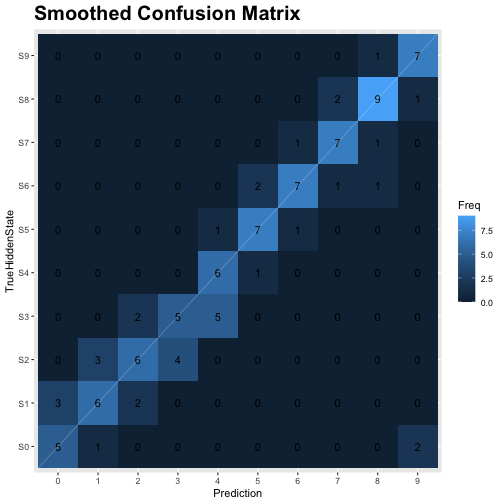 Smoothed Confusion Matrix
TrueHiddenState
S9 0 0 0 0 0 0 0 0 1 7
S8 0 0 0 0 0 0 0 2 9 1
S7 0 0 0 0 0 0 1 7 1 0
S6 0 0 0 0 0 2 7 1 1 0
S5 0 0 0 0 1 7 1 0 0 0
S4 0 0 0 0 6 1 0 0 0 0
S3 0 0 2 5 5 0 0 0 0 0
S2 0 3 6 4 0 0 0 0 0 0
S1 3 6 2 0 0 0 0 0 0 0
S0 5 1 0 0 0 0 0 0 0 2
0 1 2 3 4 5 6 7 8 9
Prediction
Freq
7.5
5.0
2.5
0.0